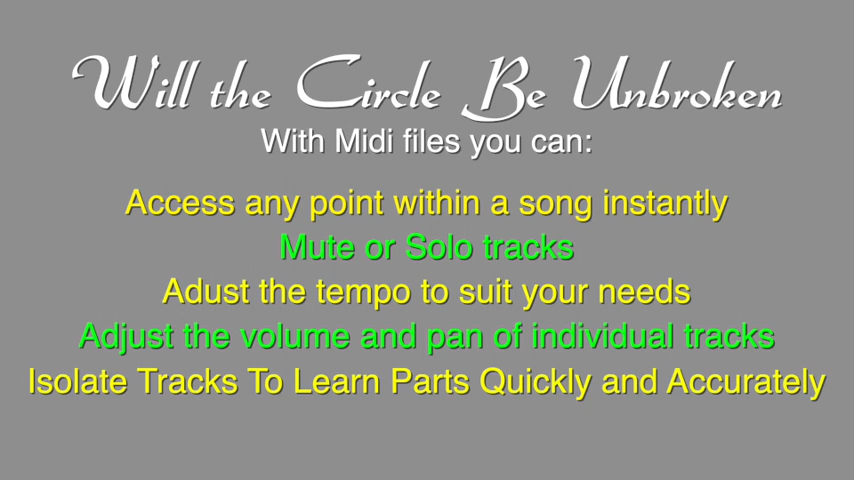 Will the Circle Be Unbroken
With Midi files you can:
Access any point within a song instantly
Mute or Solo tracks
Adust the tempo to suit your needs
Adjust the volume and pan of individual tracks
Isolate Tracks To Learn Parts Quickly and Accurately